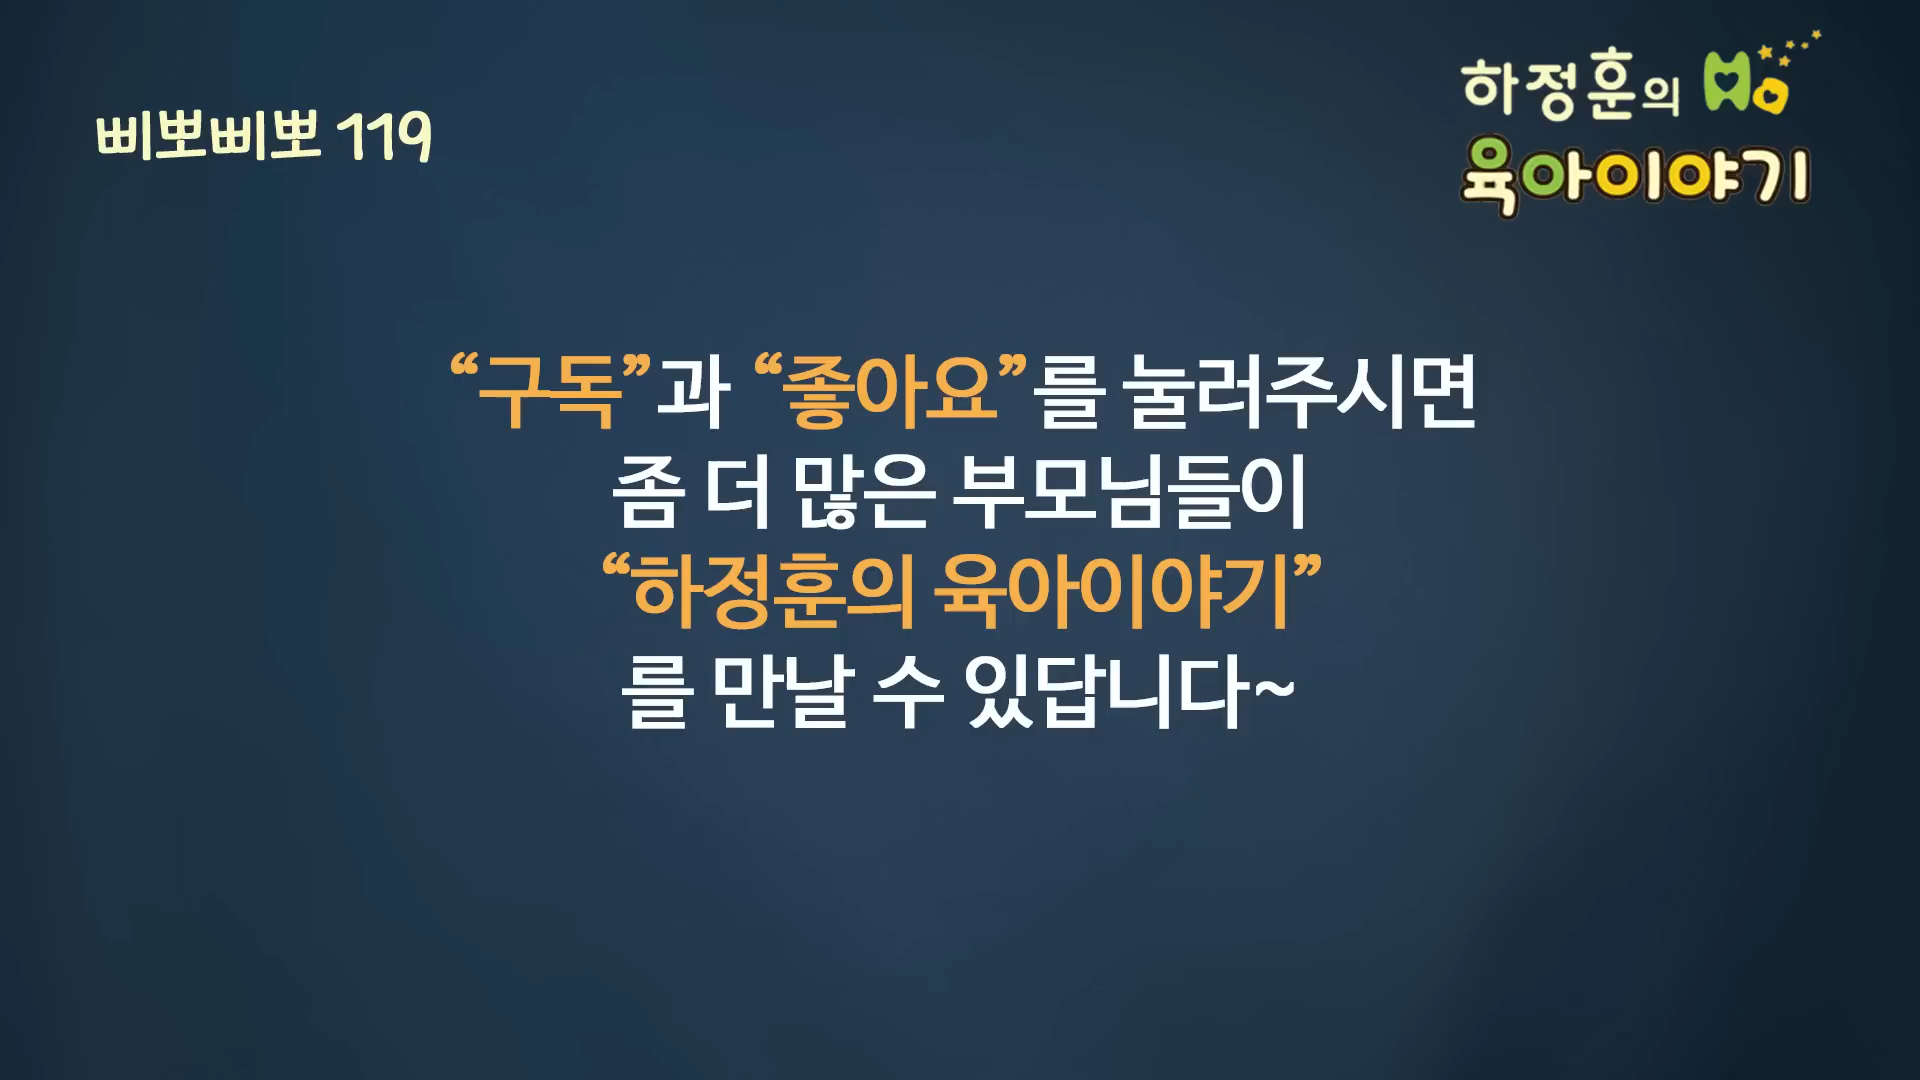 삐뽀삐뽀 119
하정훈의
육아이야기
“구독”과 “좋아요”를 눌러주시면
좀 더 많은 부모님들이
“하정훈의 육아이야기”
를 만날 수 있답니다~